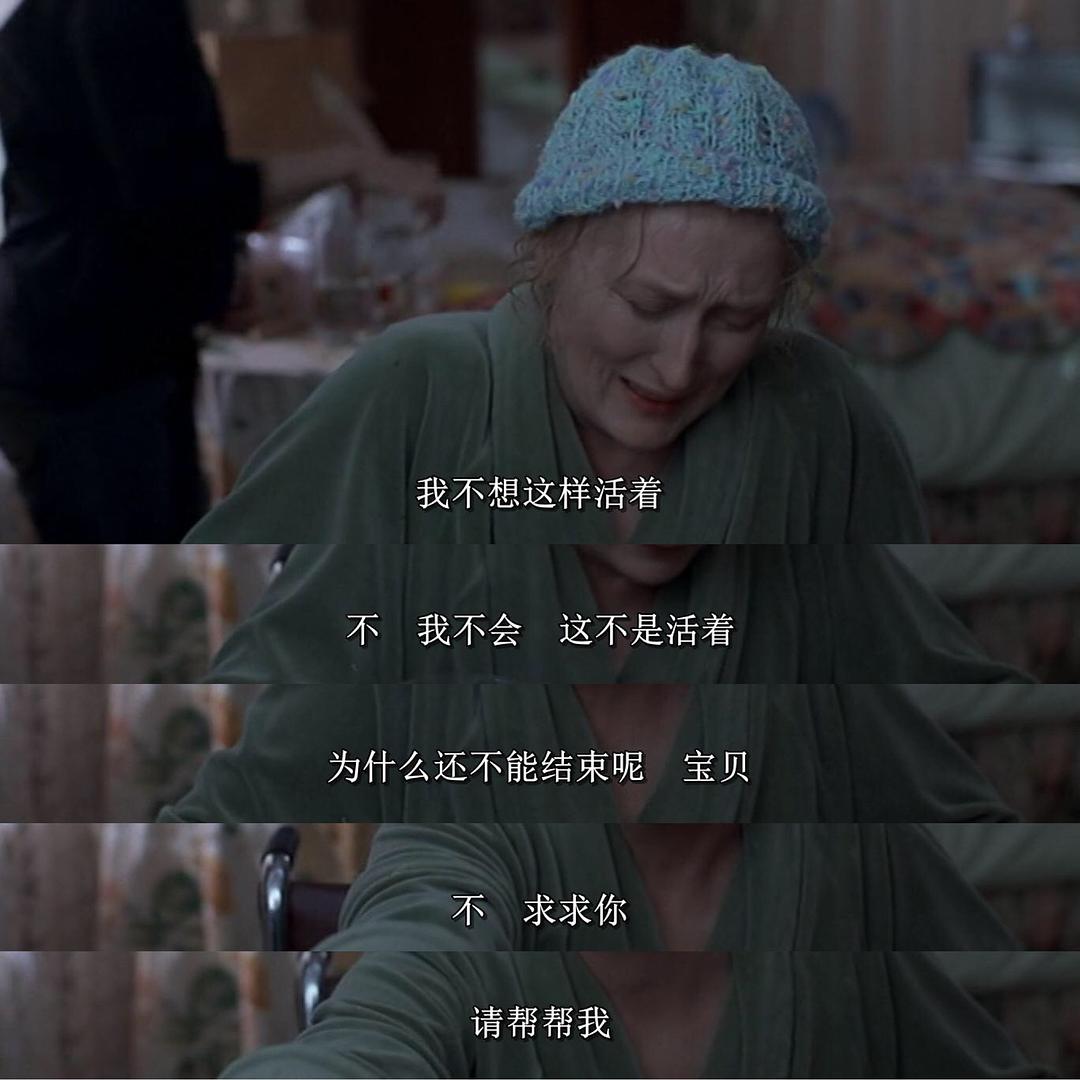 我不想这样活着
不 我不会 这不是活着
为什么还不能结束呢 宝贝
不 求求你
请帮帮我